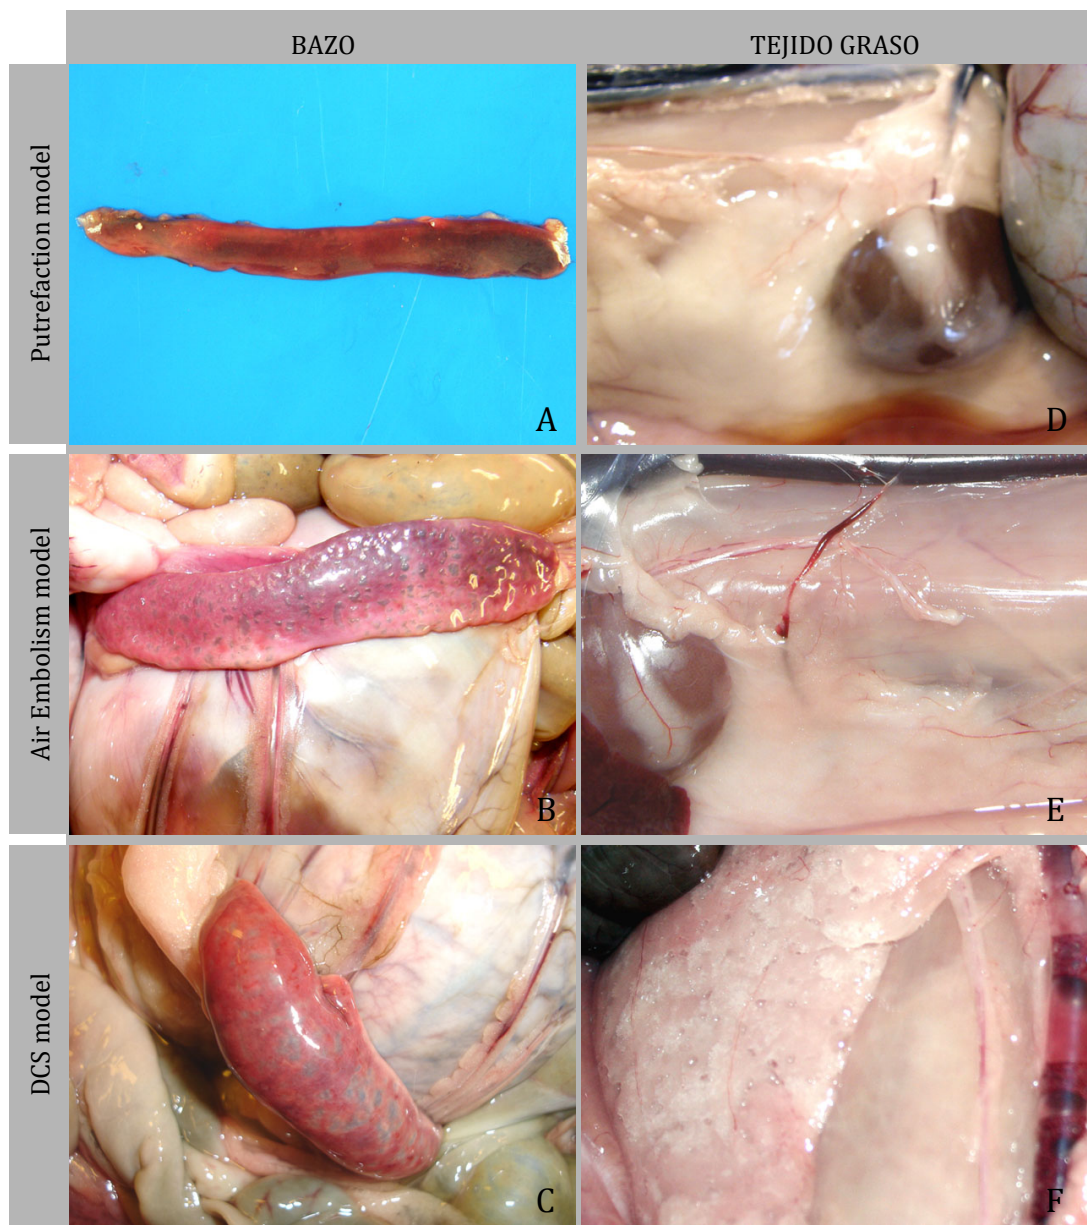 BAZO
TEJIDO GRASO
Putrefaction model
A
D
Air Embolism model
B
E
DCS model
C
F